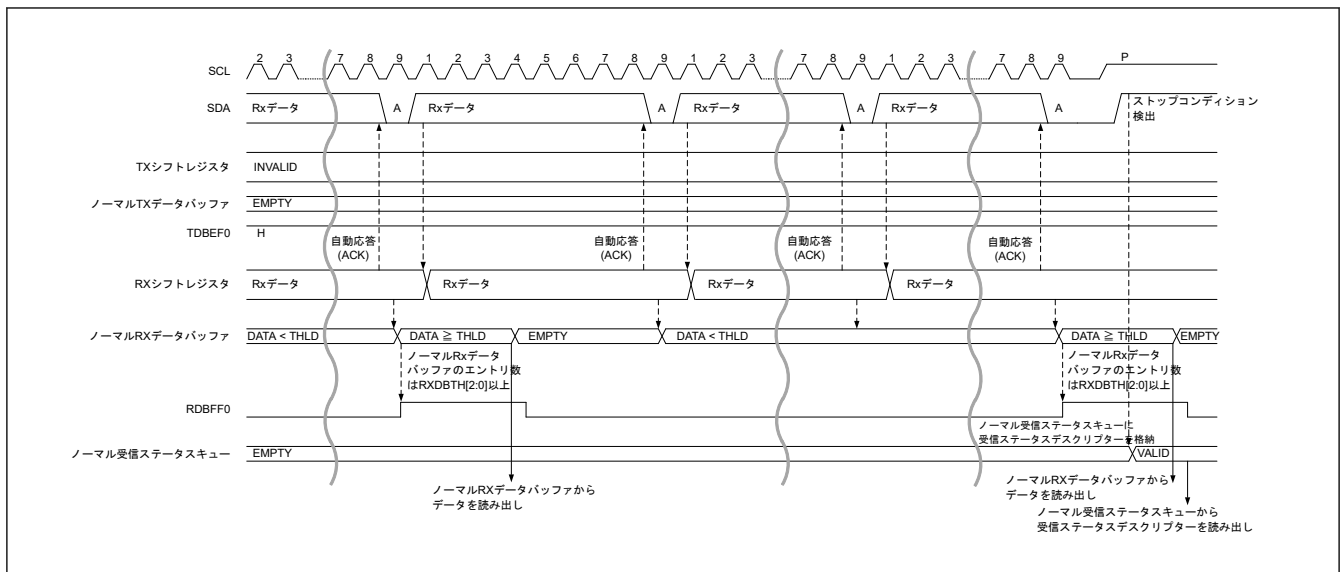 SCL 2 3 7 8 9 1 2 3 4 5 6 7 8 9 1 2 3 7 8 9 1 2 3 7 8 9 P
SDA Rxデータ A Rxデータ A Rxデータ A Rxデータ A
ストップコンディション
検出
TXシフトレジスタ INVALID
ノーマルTXデータバッファ EMPTY
TDBEF0 H
自動応答
(ACK)
自動応答
(ACK)
自動応答
(ACK)
自動応答
(ACK)
RXシフトレジスタ Rxデータ Rxデータ Rxデータ Rxデータ
ノーマルRXデータバッファ DATA < THLD DATA ≧ THLD EMPTY DATA < THLD DATA ≧ THLD EMPTY
ノーマルRxデータ
バッファのエントリ数
はRXDBTH[2:0]以上
ノーマルRxデータ
バッファのエントリ数
はRXDBTH[2:0]以上
RDBFF0
ノーマル受信ステータスキューに
受信ステータスデスクリプターを格納
ノーマル受信ステータスキュー EMPTY VALID
ノーマルRXデータバッファから
データを読み出し
ノーマルRXデータバッファから
データを読み出し
ノーマル受信ステータスキューから
受信ステータスデスクリプターを読み出し